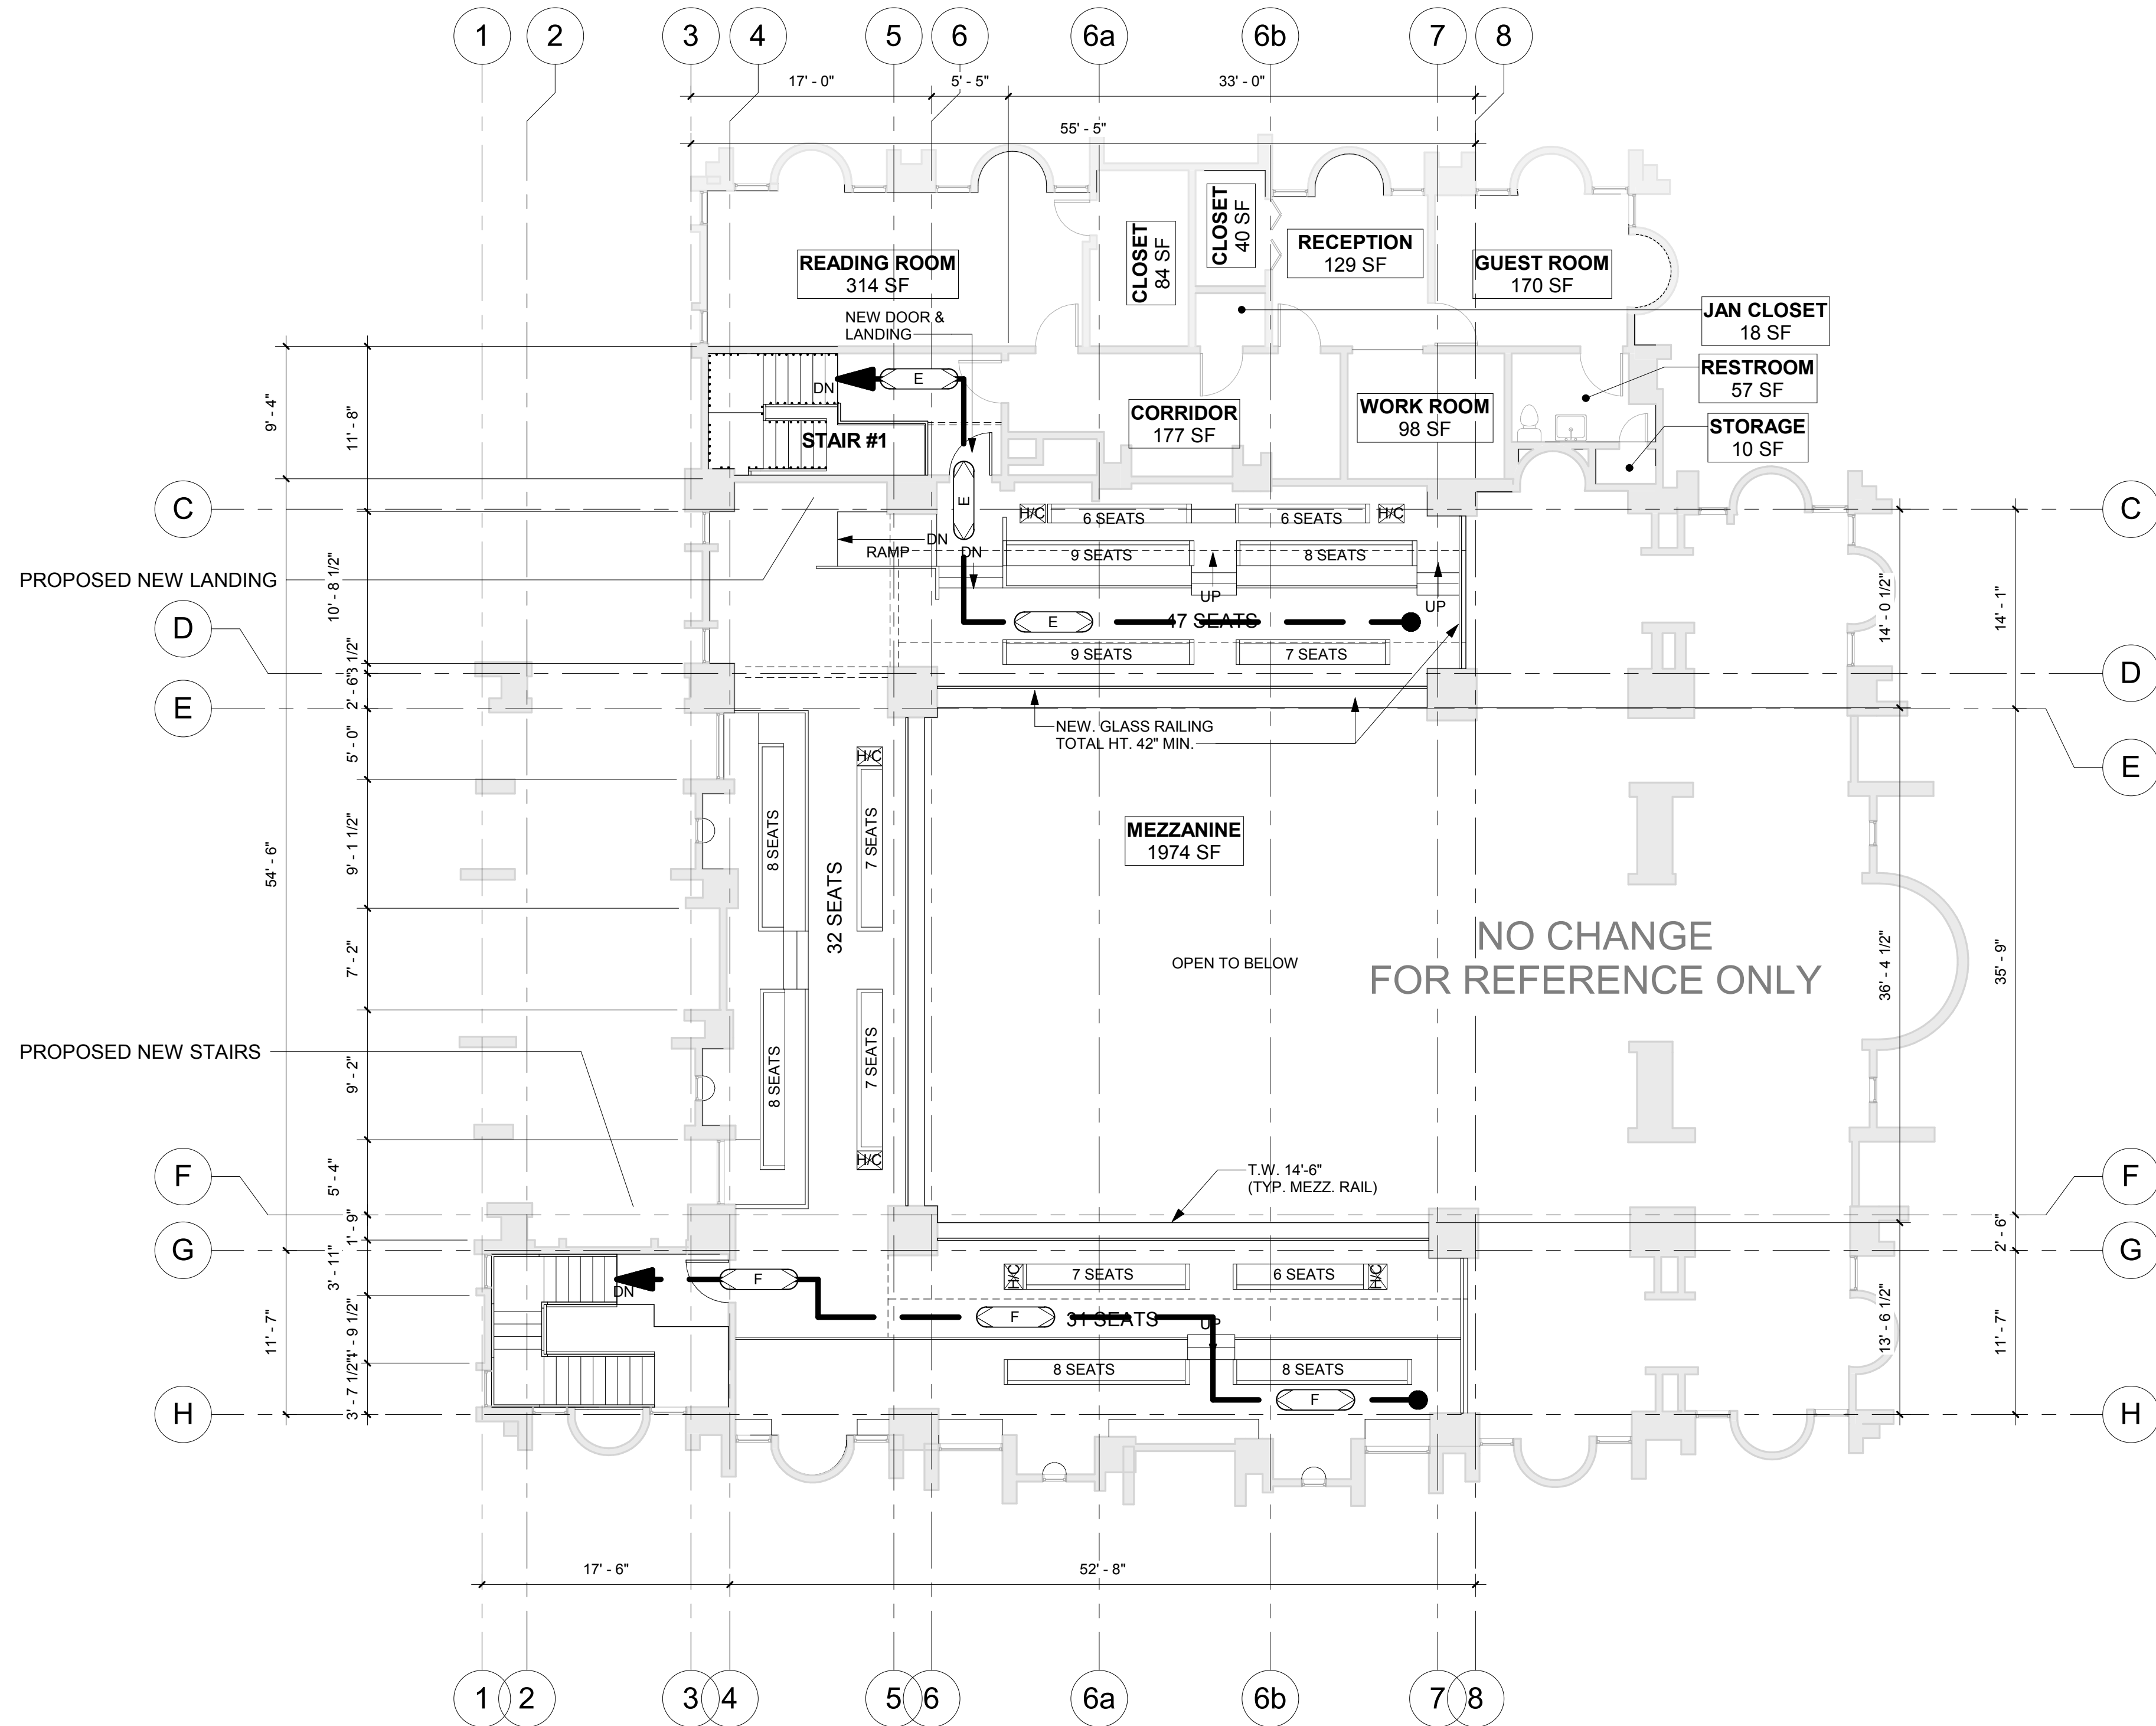 1
2
3
4
5
6
6a
6b
7
8
17' - 0"
5' - 5"
33' - 0"
55' - 5"
READING ROOM
314 SF
CLOSET
84 SF
CLOSET
40 SF
RECEPTION
129 SF
GUEST ROOM
170 SF
JAN CLOSET
18 SF
RESTROOM
57 SF
STORAGE
10 SF
NEW DOOR &
LANDING
DN
E
STAIR #1
CORRIDOR
177 SF
WORK ROOM
98 SF
9' - 4"
11' - 8"
C
C
E
H/C
6 SEATS
6 SEATS
H/C
DN
RAMP
DN
9 SEATS
8 SEATS
UP
UP
PROPOSED NEW LANDING
10' - 8 1/2"
14' - 0 1/2"
14' - 1"
D
E
47 SEATS
9 SEATS
7 SEATS
D
2' - 6"
E
NEW. GLASS RAILING
TOTAL HT. 42" MIN.
E
5' - 0"
H/C
8 SEATS
7 SEATS
9' - 1 1/2"
54' - 6"
32 SEATS
MEZZANINE
1974 SF
7' - 2"
NO CHANGE
FOR REFERENCE ONLY
OPEN TO BELOW
36' - 4 1/2"
35' - 9"
PROPOSED NEW STAIRS
9' - 2"
8 SEATS
7 SEATS
H/C
F
5' - 4"
T.W. 14'-6"
(TYP. MEZZ. RAIL)
F
1' - 9"
2' - 6"
G
G
3' - 11"
DN
F
H/C
7 SEATS
6 SEATS
H/C
11' - 7"
F
31 SEATS
UP
13' - 6 1/2"
11' - 7"
3' - 7 1/2"
8 SEATS
8 SEATS
F
H
H
17' - 6"
52' - 8"
1
2
3
4
5
6
6a
6b
7
8